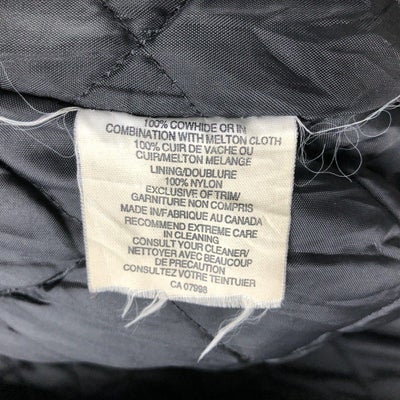 100% COWHIDE OR IN
COMBINATION WITH MELTON CLOTH
100% CUIR DE VACHE OU
CUIR/MELTON MELANGE
LINING/DOUBLURE
100% NYLON
EXCLUSIVE OF TRIM/
GARNITURE NON COMPRIS
MADE IN/FABRIQUE AU CANADA
RECOMMEND EXTREME CARE
IN CLEANING
CONSULT YOUR CLEANER/
NETTOYER AVEC BEAUCOUP
DE PRECAUTION
CONSULTEZ VOTRE TEINTUIER
CA 07998